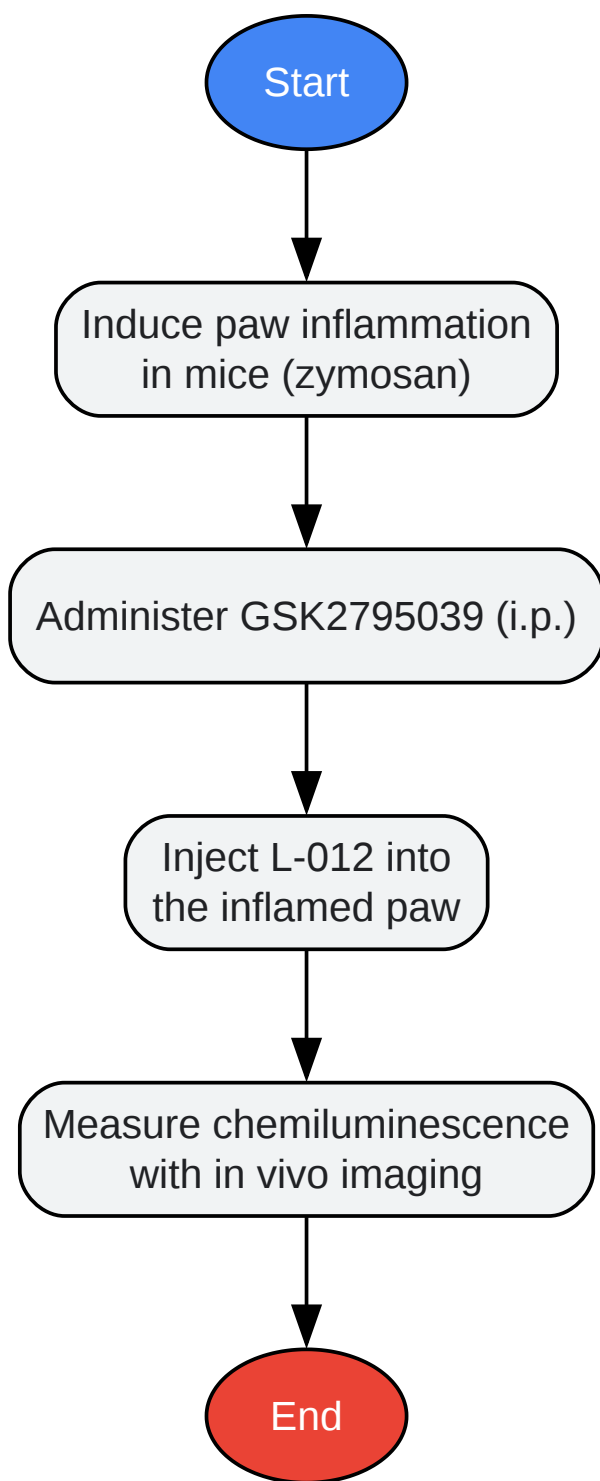 Start
Induce paw inflammation
in mice (zymosan)
Administer GSK2795039 (i.p.)
Inject L-012 into
the inflamed paw
Measure chemiluminescence
with in vivo imaging
End